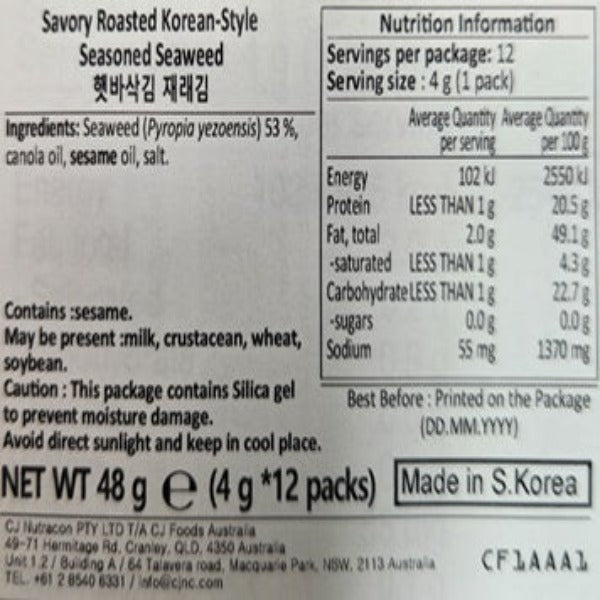 Savory Roasted Korean-Style
Seasoned Seaweed
햇바삭김 재래김
Ingredients: Seaweed (Pyropia yezoensis) 53 %,
canola oil, sesame oil, salt.
Contains :sesame.
May be present :milk, crustacean, wheat,
soybean.
Caution : This package contains Silica gel
to prevent moisture damage.
Avoid direct sunlight and keep in cool place.
Nutrition Information
Servings per package: 12
Serving size : 4 g (1 pack)
Average Quantity Average Quantity
per serving per 100 g
Energy 102 kJ 2550 kJ
Protein LESS THAN 1 g 20.5 g
Fat, total 2.0 g 49.1 g
-saturated LESS THAN 1 g 4.3 g
Carbohydrate LESS THAN 1 g 22.7 g
-sugars 0.0 g 0.0 g
Sodium 55 mg 1370 mg
Best Before : Printed on the Package
(DD.MM.YYYY)
NET WT 48 g e (4 g *12 packs)
Made in S.Korea
CJ Nutracon PTY LTD T/A CJ Foods Australia
49-71 Hermitage Rd, Cranley, QLD, 4350 Australia
Unit 1.2 / Building A / 64 Talavera road, Macquarie Park, NSW, 2113 Australia
TEL. +61 2 8540 6331 / info@cjnc.com
CF1AAA1